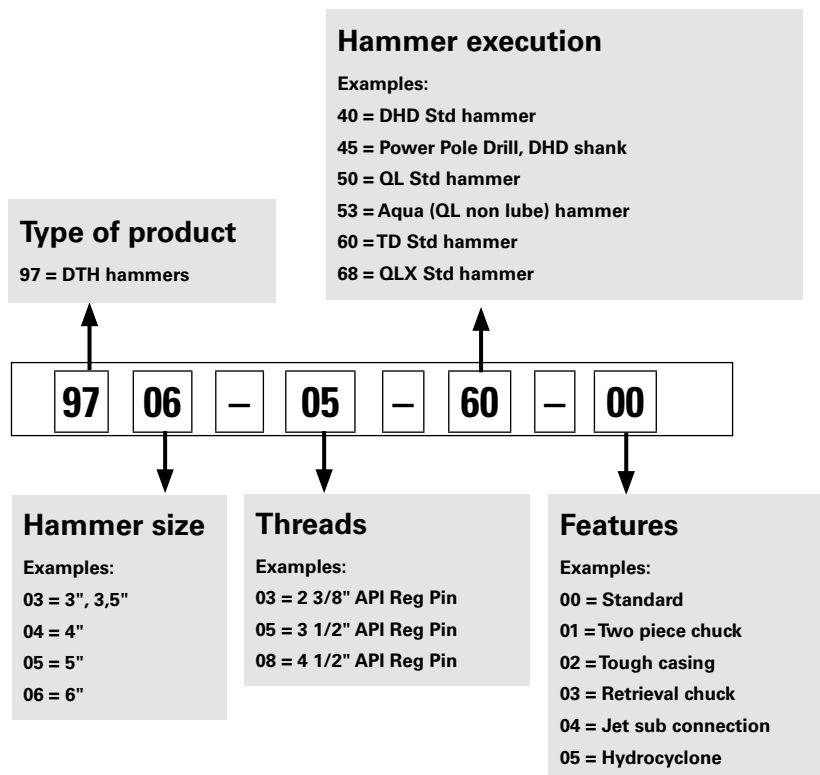 Hammer execution
Examples:
40 = DHD Std hammer
45 = Power Pole Drill, DHD shank
50 = QL Std hammer
53 = Aqua (QL non lube) hammer
60 = TD Std hammer
68 = QLX Std hammer
Type of product
97 = DTH hammers
97 06 – 05 – 60 – 00
Hammer size
Examples:
03 = 3", 3,5"
04 = 4"
05 = 5"
06 = 6"
Threads
Examples:
03 = 2 3/8" API Reg Pin
05 = 3 1/2" API Reg Pin
08 = 4 1/2" API Reg Pin
Features
Examples:
00 = Standard
01 = Two piece chuck
02 = Tough casing
03 = Retrieval chuck
04 = Jet sub connection
05 = Hydrocyclone